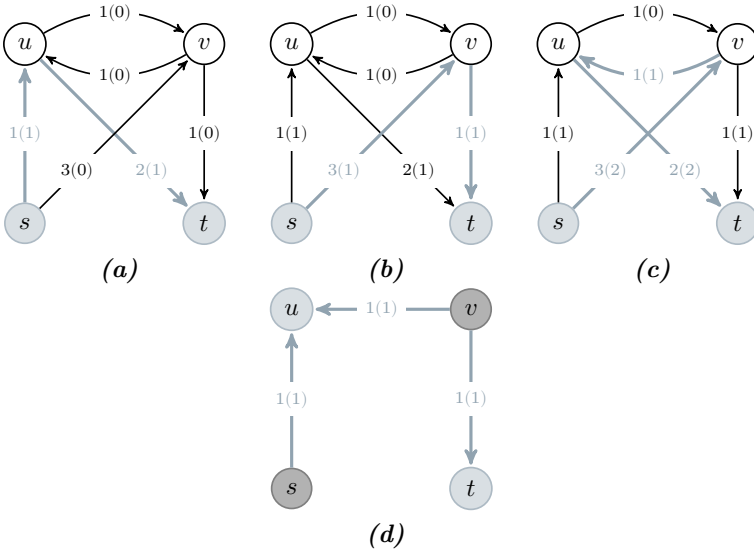 1(0) 1(0) 1(0)
u v u v u v
1(0) 1(0) 1(1)
1(1) 1(0) 1(1) 1(1) 1(1) 1(1)
3(0) 2(1) 3(1) 2(1) 3(2) 2(2)
s t s t s t
(a) (b) (c)
u 1(1) v
1(1) 1(1)
s t
(d)